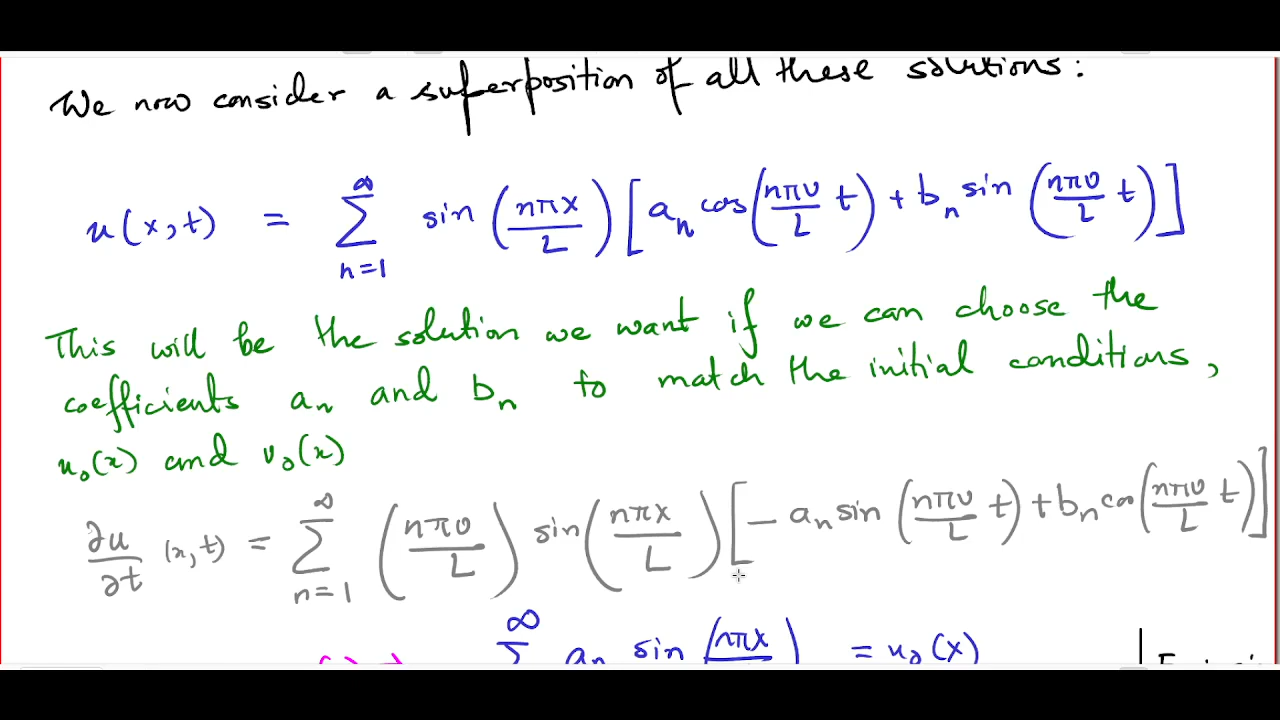 We now consider a superposition of all these solutions:
u(x,t) = ∑_{n=1}^{∞} sin(nπx/L) [a_n cos(nπv/L t) + b_n sin(nπv/L t)]
This will be the solution we want if we can choose the
coefficients a_n and b_n to match the initial conditions,
u_0(x) and v_0(x)
∂u/∂t (x,t) = ∑_{n=1}^{∞} (nπv/L) sin(nπx/L) [− a_n sin(nπv/L t) + b_n cos(nπv/L t)]
∑^{∞} a_n sin(nπx = u_0(x)